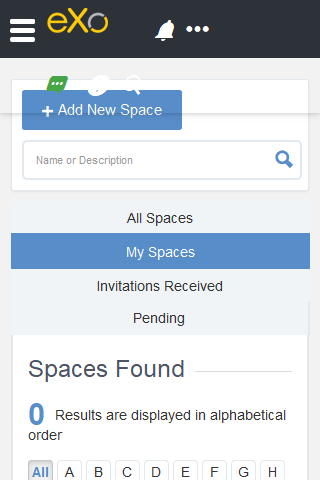 eXo
•••
+ Add New Space
Name or Description
All Spaces
My Spaces
Invitations Received
Pending
Spaces Found
0 Results are displayed in alphabetical
order
All A B C D E F G H